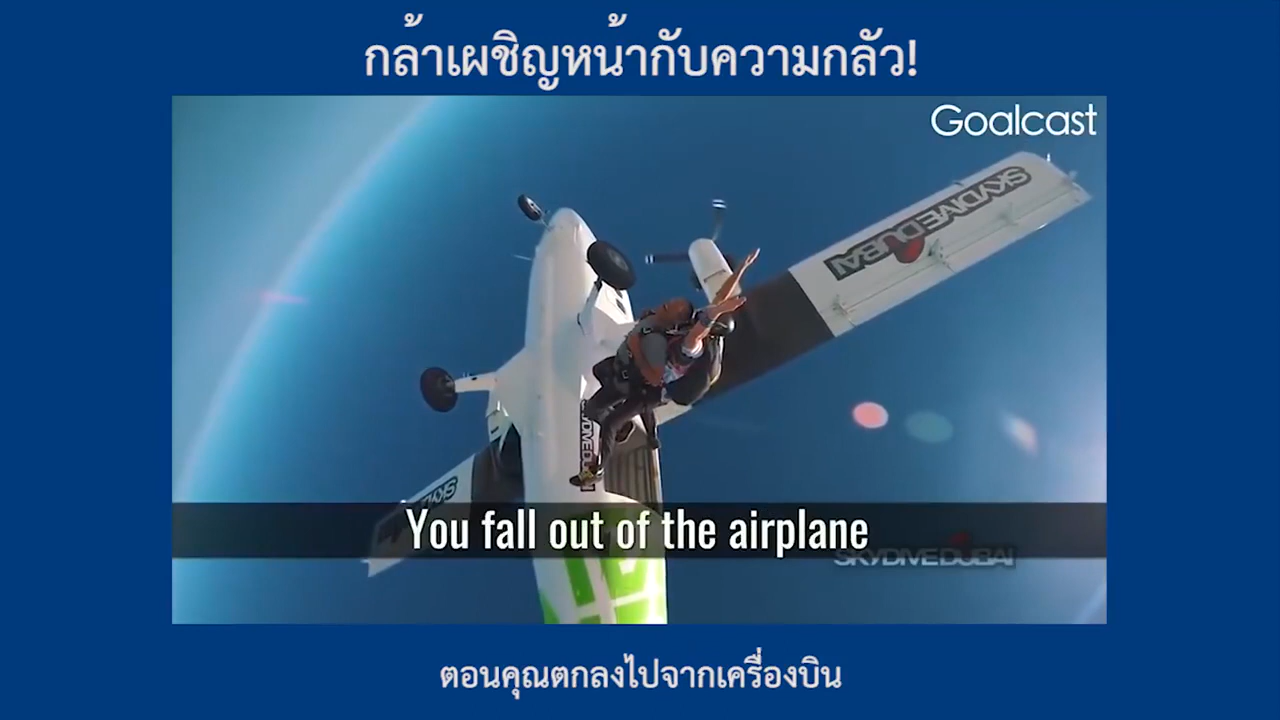 กล้าเผชิญหน้ากับความกลัว!
Goalcast
SKYDIVE DUBAI
SKYDIVE DUBAI
You fall out of the airplane
SKYDIVE DUBAI
ตอนคุณตกลงไปจากเครื่องบิน